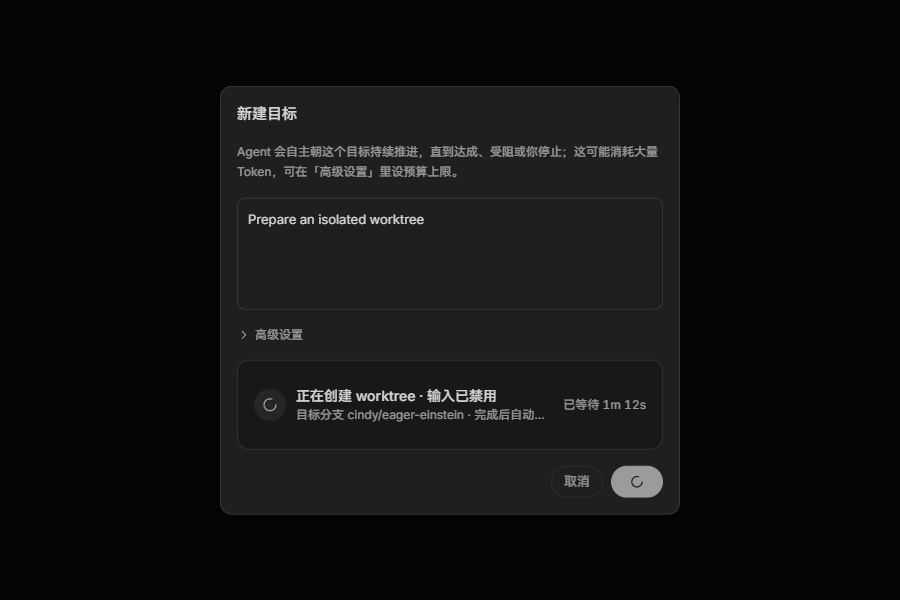 新建目标
Agent 会自主朝这个目标持续推进，直到达成、受阻或你停止；这可能消耗大量
Token，可在「高级设置」里设预算上限。
Prepare an isolated worktree
高级设置
正在创建 worktree · 输入已禁用
目标分支 cindy/eager-einstein · 完成后自动...
已等待 1m 12s
取消